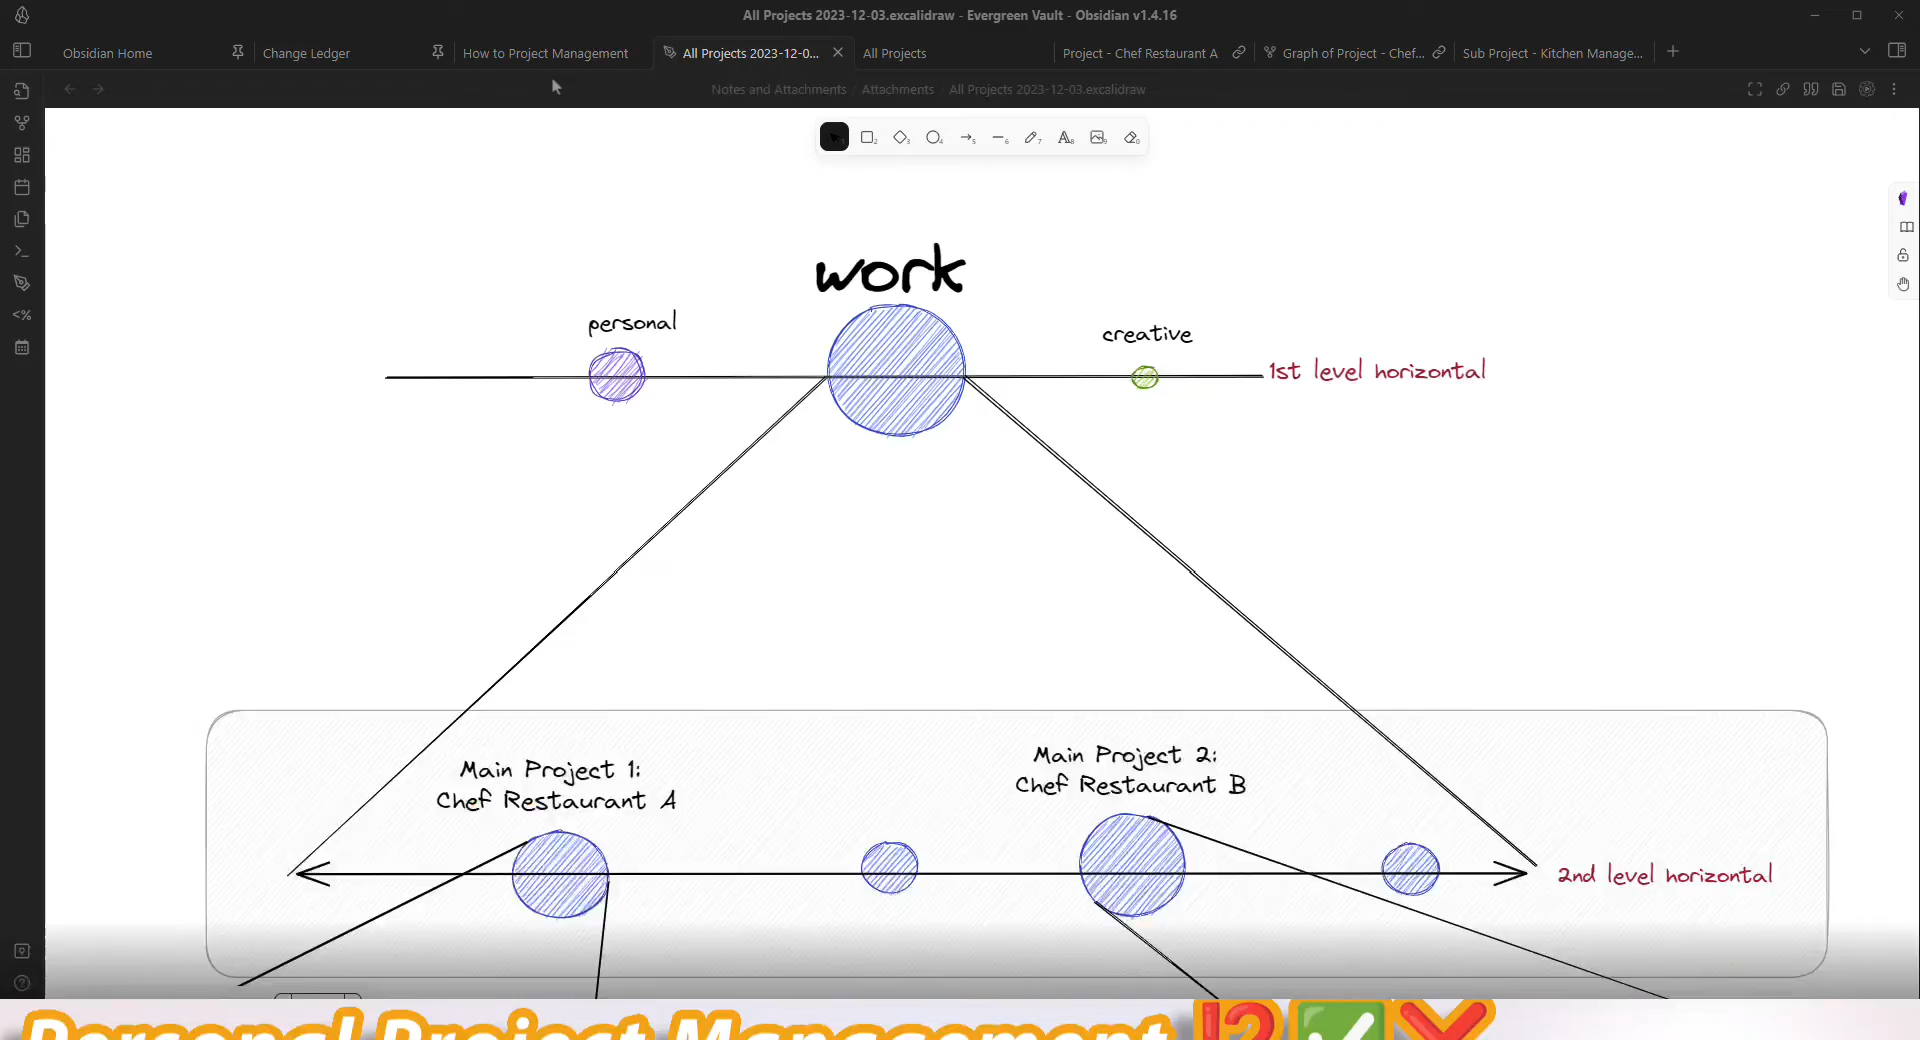 All Projects 2023-12-03.excalidraw - Evergreen Vault - Obsidian v1.4.16
Obsidian Home
Change Ledger
How to Project Management
All Projects 2023-12-0...
All Projects
Project - Chef Restaurant A
Graph of Project - Chef...
Sub Project - Kitchen Manage...
Notes and Attachments / Attachments / All Projects 2023-12-03.excalidraw
work
personal
creative
1st level horizontal
Main Project 1:
Chef Restaurant A
Main Project 2:
Chef Restaurant B
2nd level horizontal
Personal Project Management ⁉️✅❌